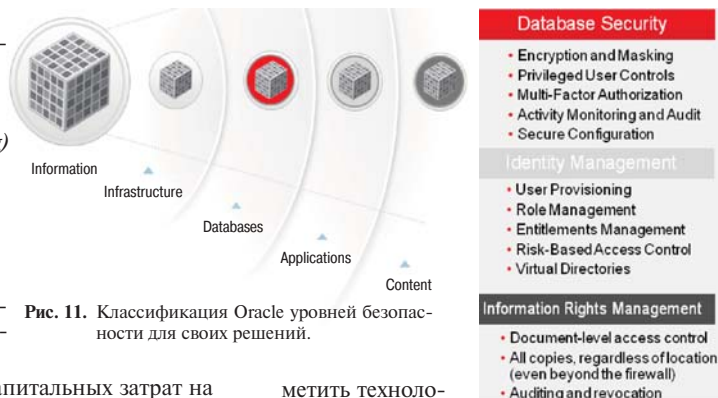 Information
Infrastructure
Databases
Applications
Content
Рис. 11. Классификация Oracle уровней безопас-
ности для своих решений.
апитальных затрат на
метить техноло-
Database Security
• Encryption and Masking
• Privileged User Controls
• Multi-Factor Authorization
• Activity Monitoring and Audit
• Secure Configuration
Identity Management
• User Provisioning
• Role Management
• Entitlements Management
• Risk-Based Access Control
• Virtual Directories
Information Rights Management
• Document-level access control
• All copies, regardless of location
(even beyond the firewall)
• Auditing and revocation